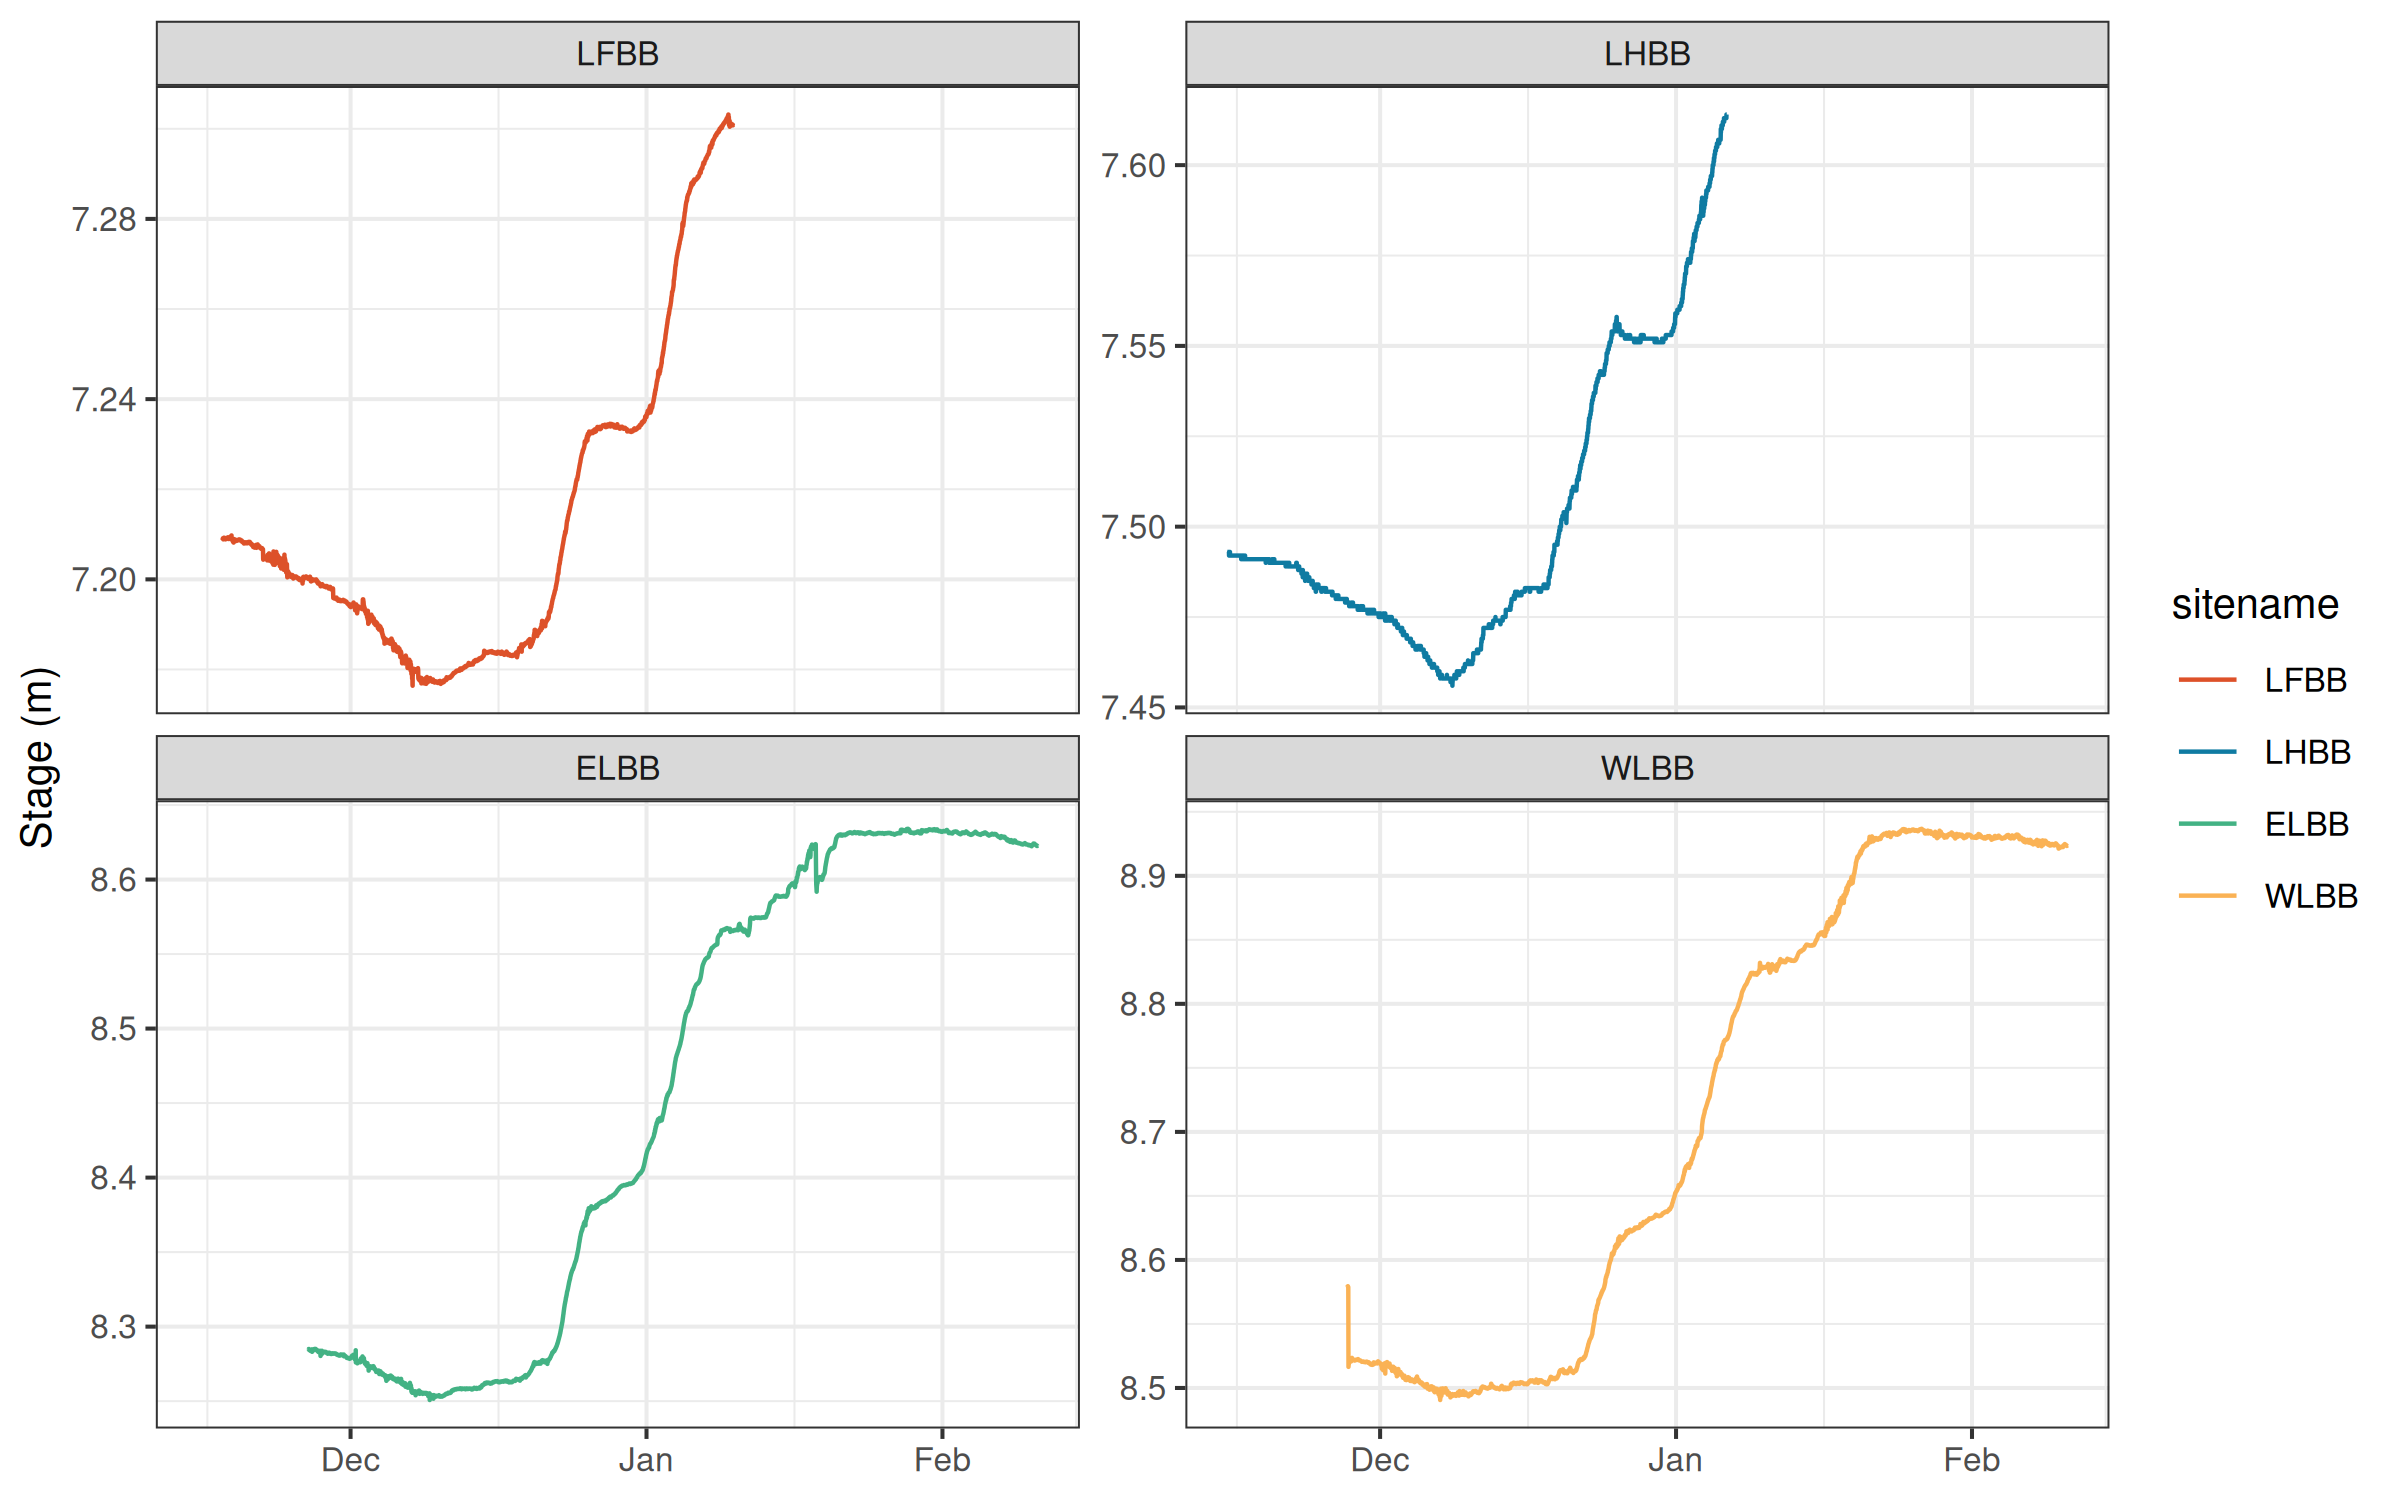 LFBB
LHBB
7.28
7.24
7.20
7.60
7.55
7.50
7.45
Stage (m)
ELBB
WLBB
8.6
8.5
8.4
8.3
8.9
8.8
8.7
8.6
8.5
Dec Jan Feb
Dec Jan Feb
sitename
LFBB
LHBB
ELBB
WLBB